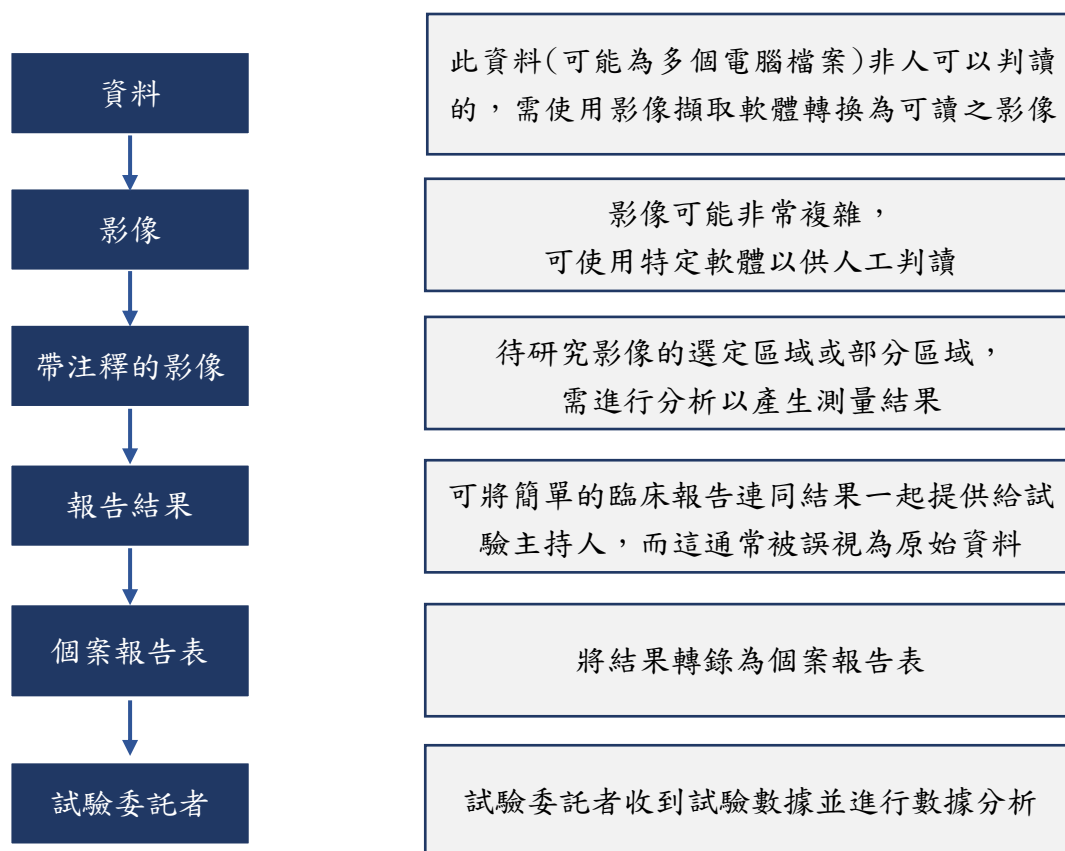 資料
此資料(可能為多個電腦檔案)非人可以判讀
的，需使用影像擷取軟體轉換為可讀之影像
影像
影像可能非常複雜，
可使用特定軟體以供人工判讀
帶注釋的影像
待研究影像的選定區域或部分區域，
需進行分析以產生測量結果
報告結果
可將簡單的臨床報告連同結果一起提供給試
驗主持人，而這通常被誤視為原始資料
個案報告表
將結果轉錄為個案報告表
試驗委託者
試驗委託者收到試驗數據並進行數據分析